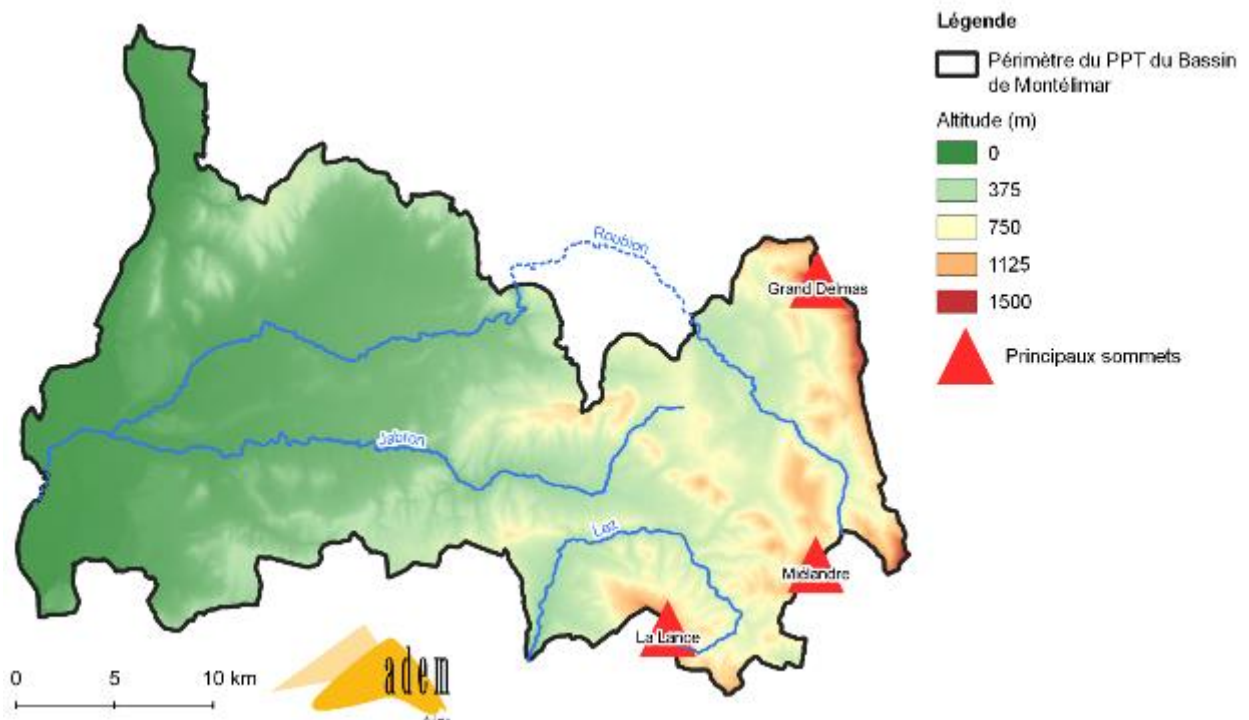 Légende
Périmètre du PPT du Bassin
de Montélimar
Altitude (m)
0
375
750
1125
1500
Principaux sommets
Roubion
Grand Delmas
Jabron
Lez
Miélandre
La Lance
0 5 10 km
adem